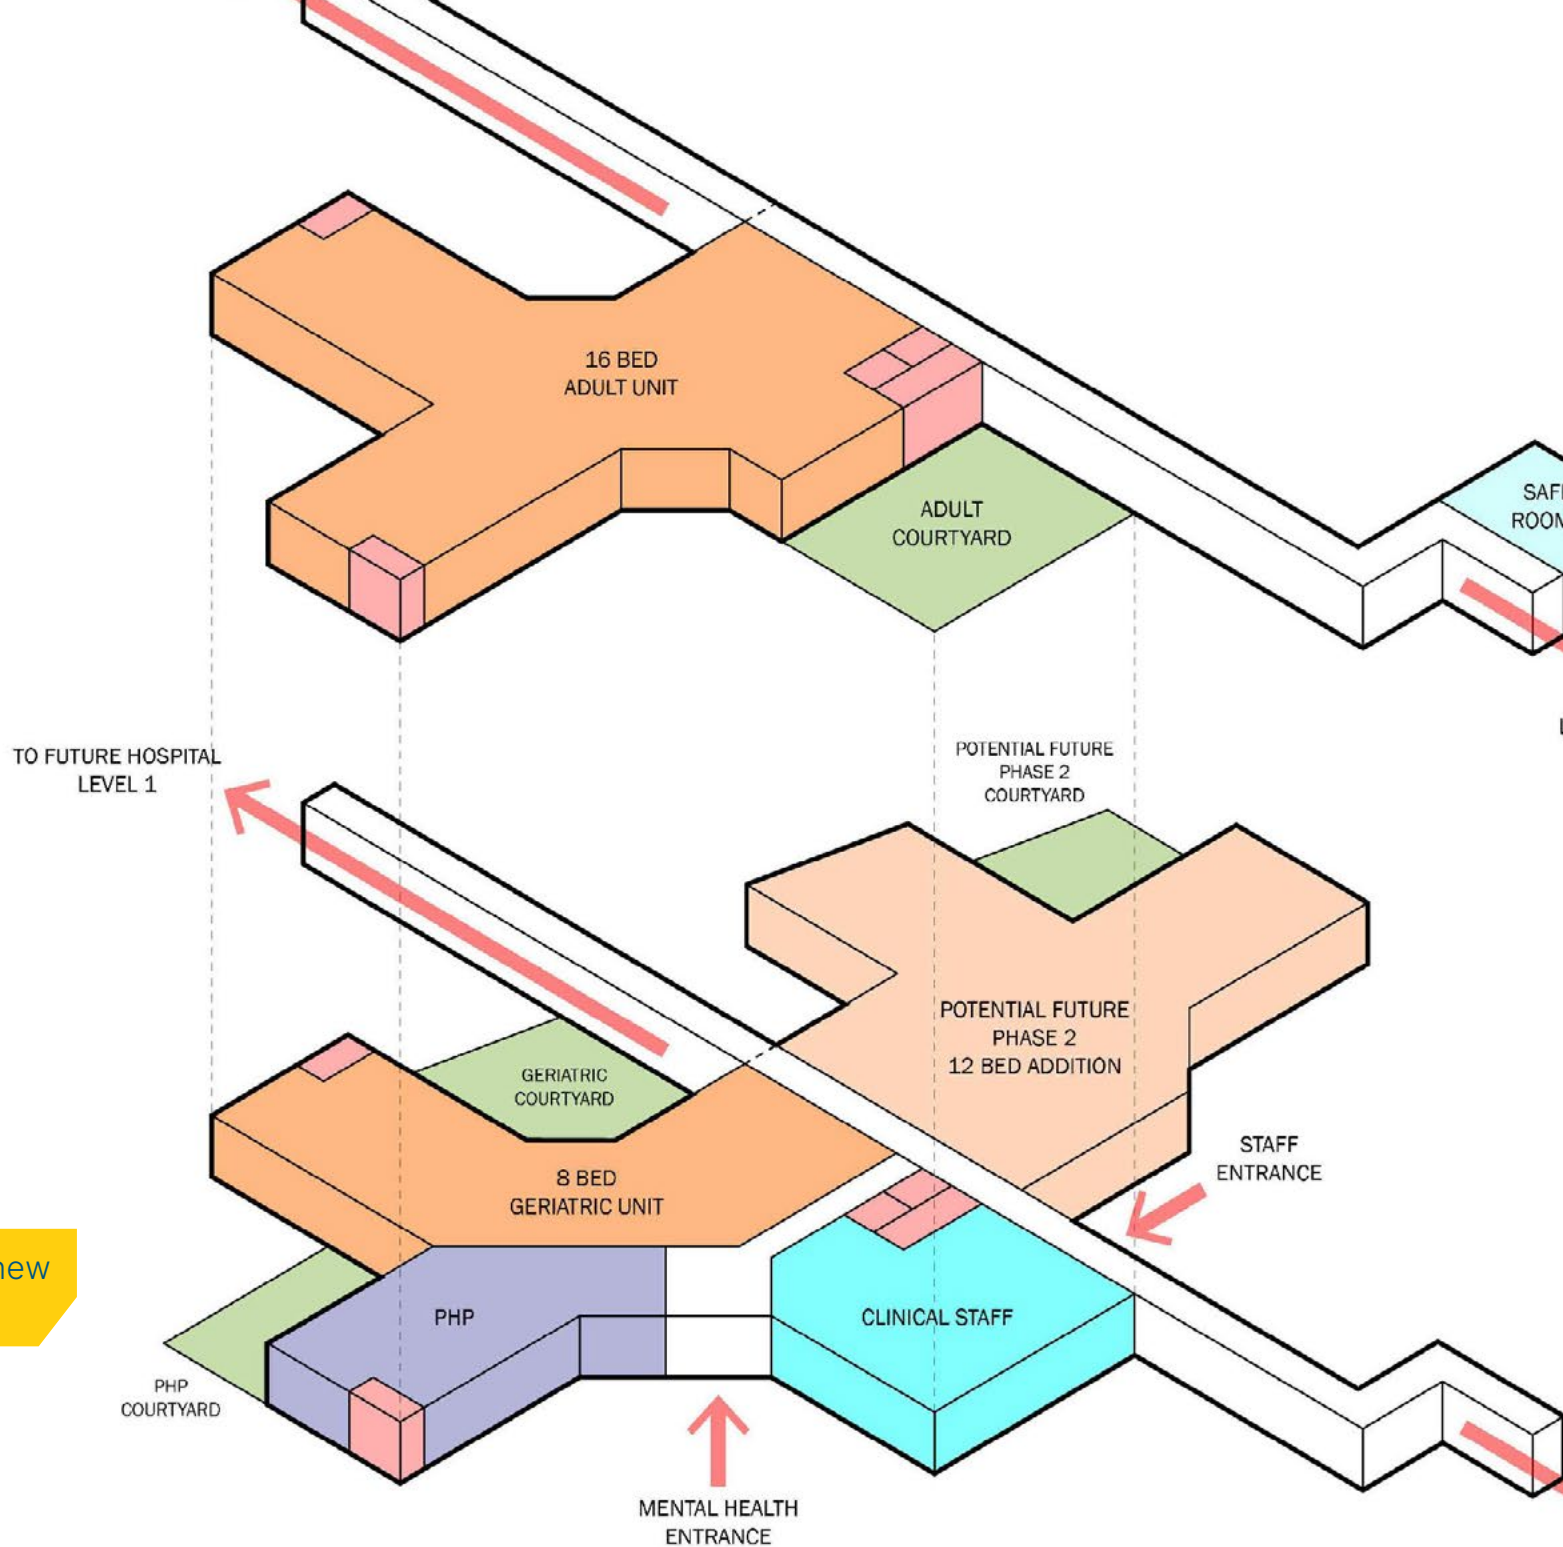 16 BED
ADULT UNIT
ADULT
COURTYARD
TO FUTURE HOSPITAL
LEVEL 1
POTENTIAL FUTURE
PHASE 2
COURTYARD
POTENTIAL FUTURE
PHASE 2
12 BED ADDITION
GERIATRIC
COURTYARD
STAFF
ENTRANCE
8 BED
GERIATRIC UNIT
PHP
CLINICAL STAFF
PHP
COURTYARD
MENTAL HEALTH
ENTRANCE